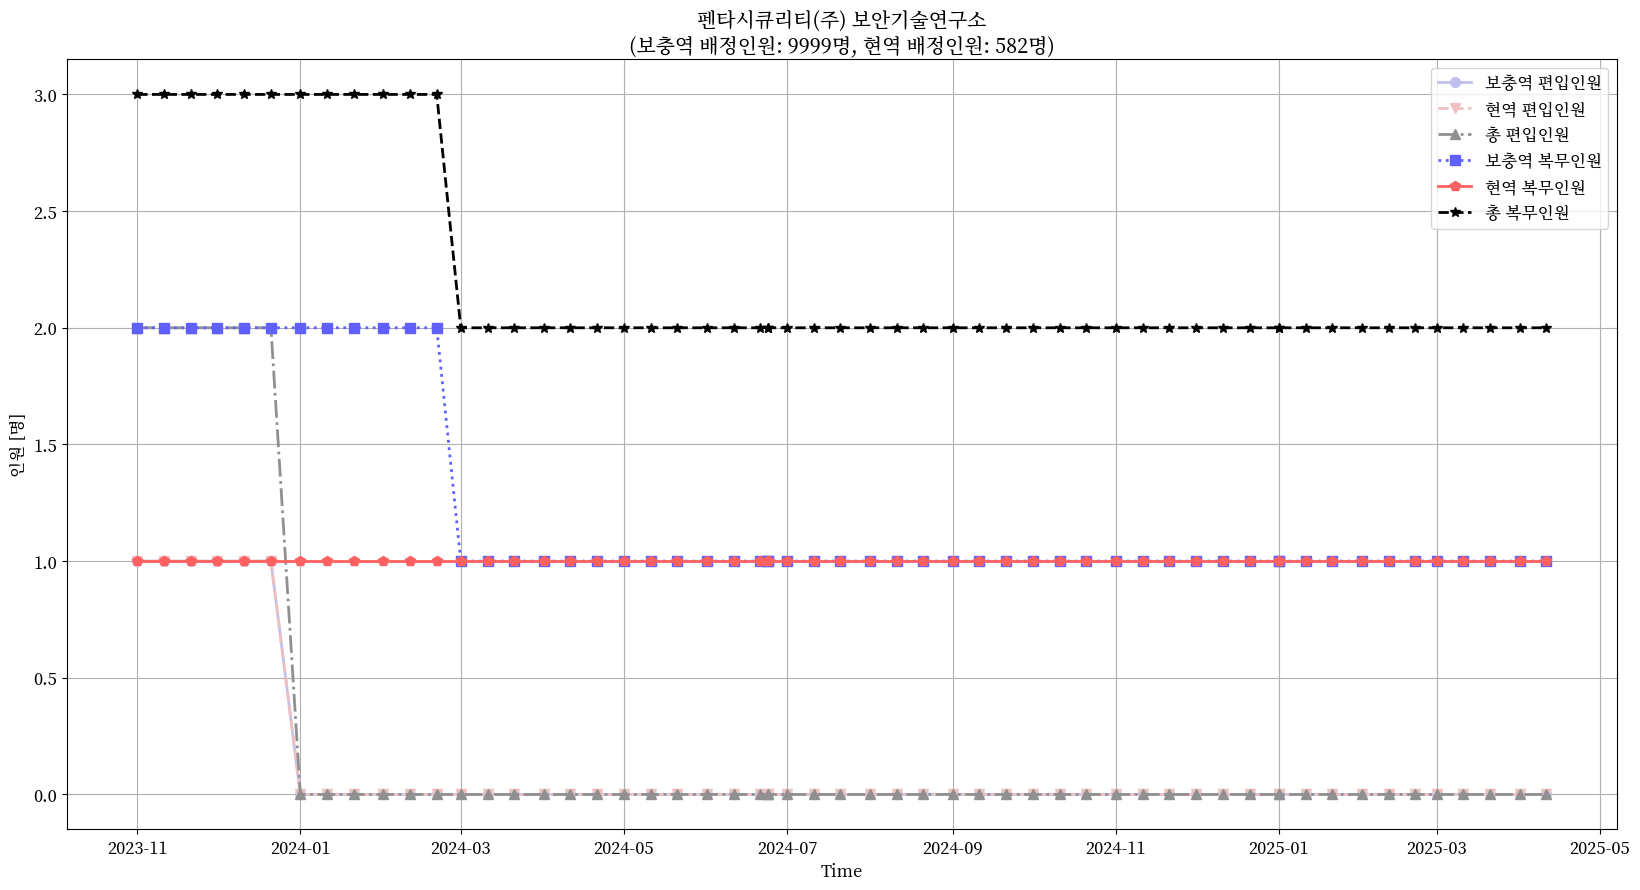 펜타시큐리티(주) 보안기술연구소
(보충역 배정인원: 9999명, 현역 배정인원: 582명)
보충역 편입인원
현역 편입인원
총 편입인원
보충역 복무인원
현역 복무인원
총 복무인원
인원 [명]
3.0
2.5
2.0
1.5
1.0
0.5
0.0
2023-11
2024-01
2024-03
2024-05
2024-07
2024-09
2024-11
2025-01
2025-03
2025-05
Time